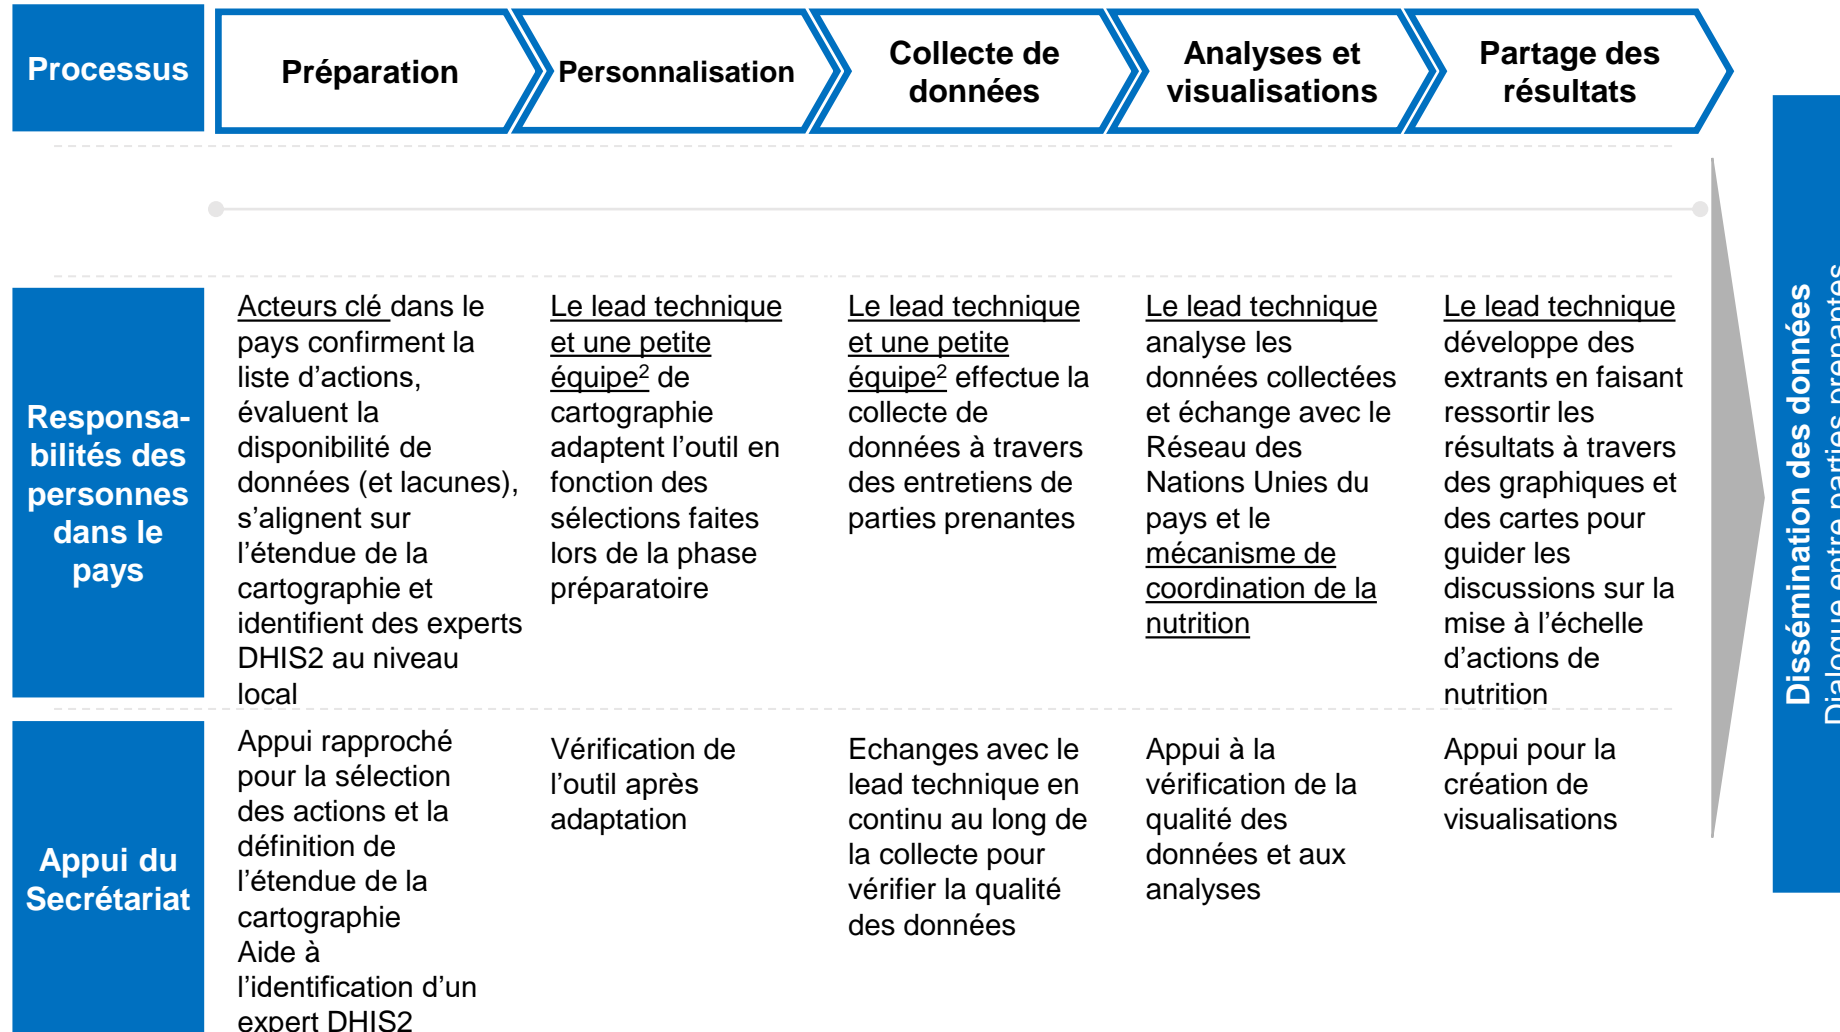 Processus
Préparation
Personnalisation
Collecte de
données
Analyses et
visualisations
Partage des
résultats
Responsa-
bilités des
personnes
dans le
pays
Acteurs clé dans le
pays confirment la
liste d’actions,
évaluent la
disponibilité de
données (et lacunes),
s’alignent sur
l’étendue de la
cartographie et
identifient des experts
DHIS2 au niveau
local
Le lead technique
et une petite
équipe² de
cartographie
adaptent l’outil en
fonction des
sélections faites
lors de la phase
préparatoire
Le lead technique
et une petite
équipe² effectue la
collecte de
données à travers
des entretiens de
parties prenantes
Le lead technique
analyse les
données collectées
et échange avec le
Réseau des
Nations Unies du
pays et le
mécanisme de
coordination de la
nutrition
Le lead technique
développe des
extrants en faisant
ressortir les
résultats à travers
des graphiques et
des cartes pour
guider les
discussions sur la
mise à l’échelle
d’actions de
nutrition
Appui du
Secrétariat
Appui rapproché
pour la sélection
des actions et la
définition de
l’étendue de la
cartographie
Aide à
l’identification d’un
expert DHIS2
Vérification de
l’outil après
adaptation
Echanges avec le
lead technique en
continu au long de
la collecte pour
vérifier la qualité
des données
Appui à la
vérification de la
qualité des
données et aux
analyses
Appui pour la
création de
visualisations
Dissémination des données
Dialogue entre parties prenantes